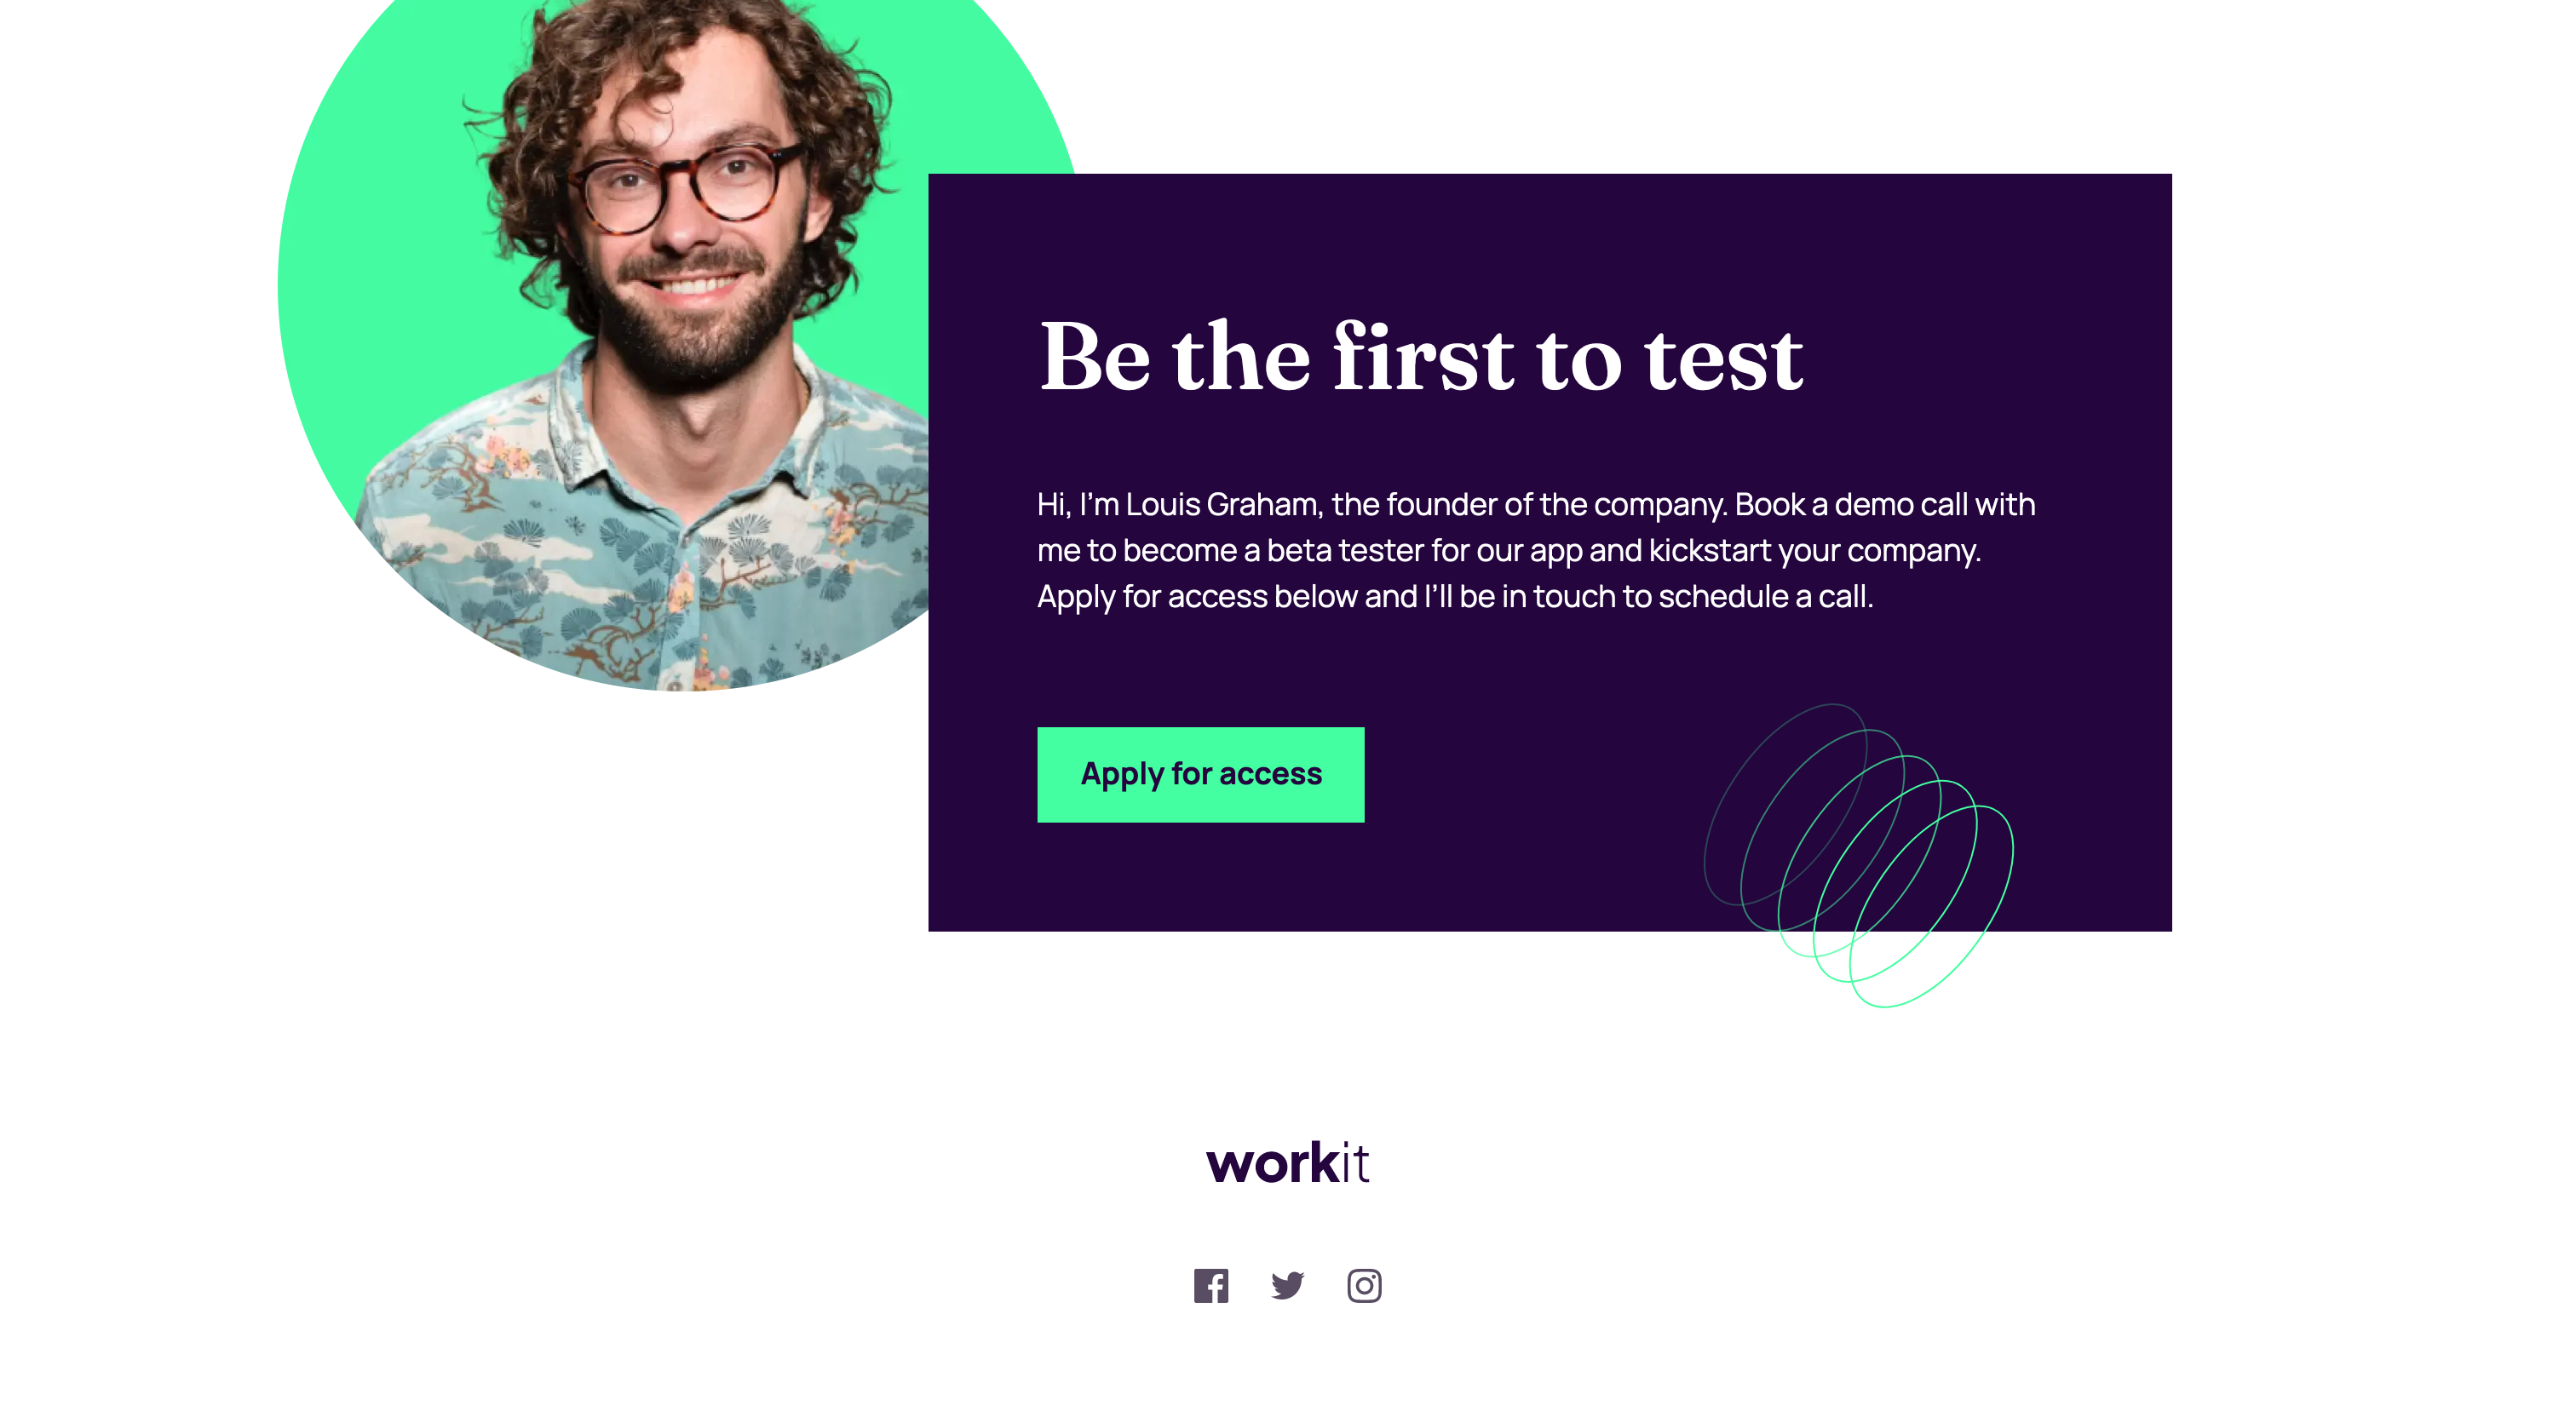 Be the first to test
Hi, I’m Louis Graham, the founder of the company. Book a demo call with
me to become a beta tester for our app and kickstart your company.
Apply for access below and I’ll be in touch to schedule a call.
Apply for access
workit